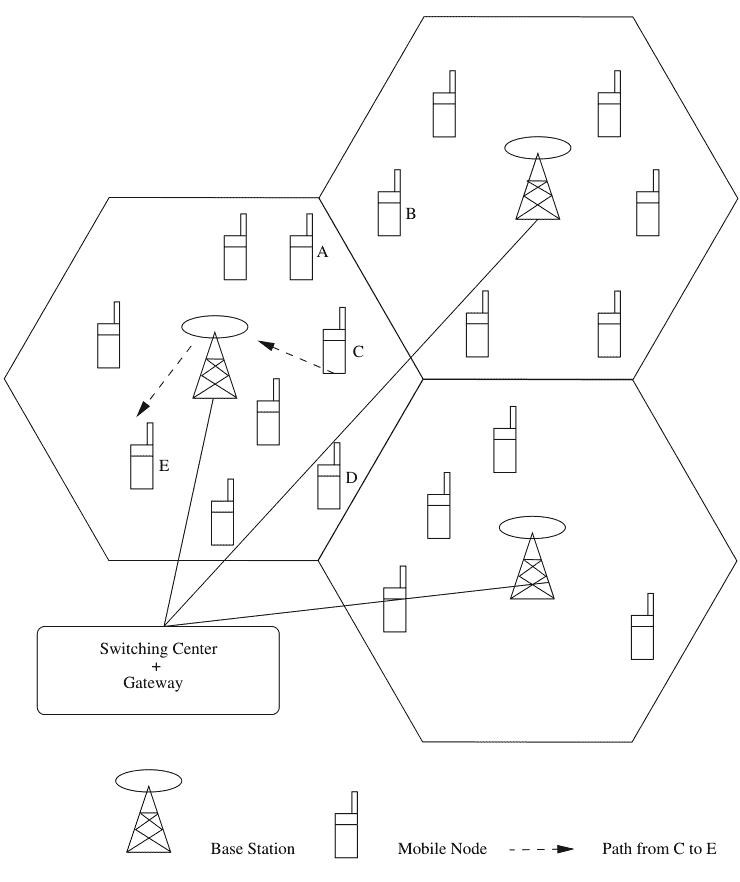 B
A
C
E
D
Switching Center
+
Gateway
Base Station
Mobile Node
Path from C to E